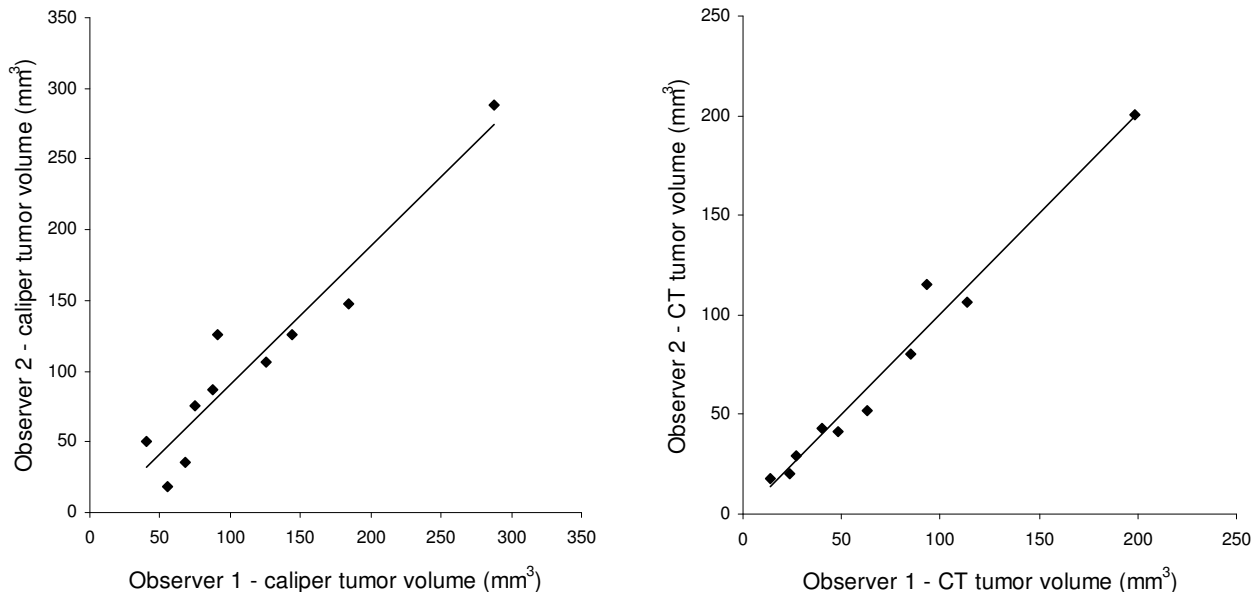 Observer 2 - caliper tumor volume (mm³)
350
300
250
200
150
100
50
0
0 50 100 150 200 250 300 350
Observer 1 - caliper tumor volume (mm³)
Observer 2 - CT tumor volume (mm³)
250
200
150
100
50
0
0 50 100 150 200 250
Observer 1 - CT tumor volume (mm³)